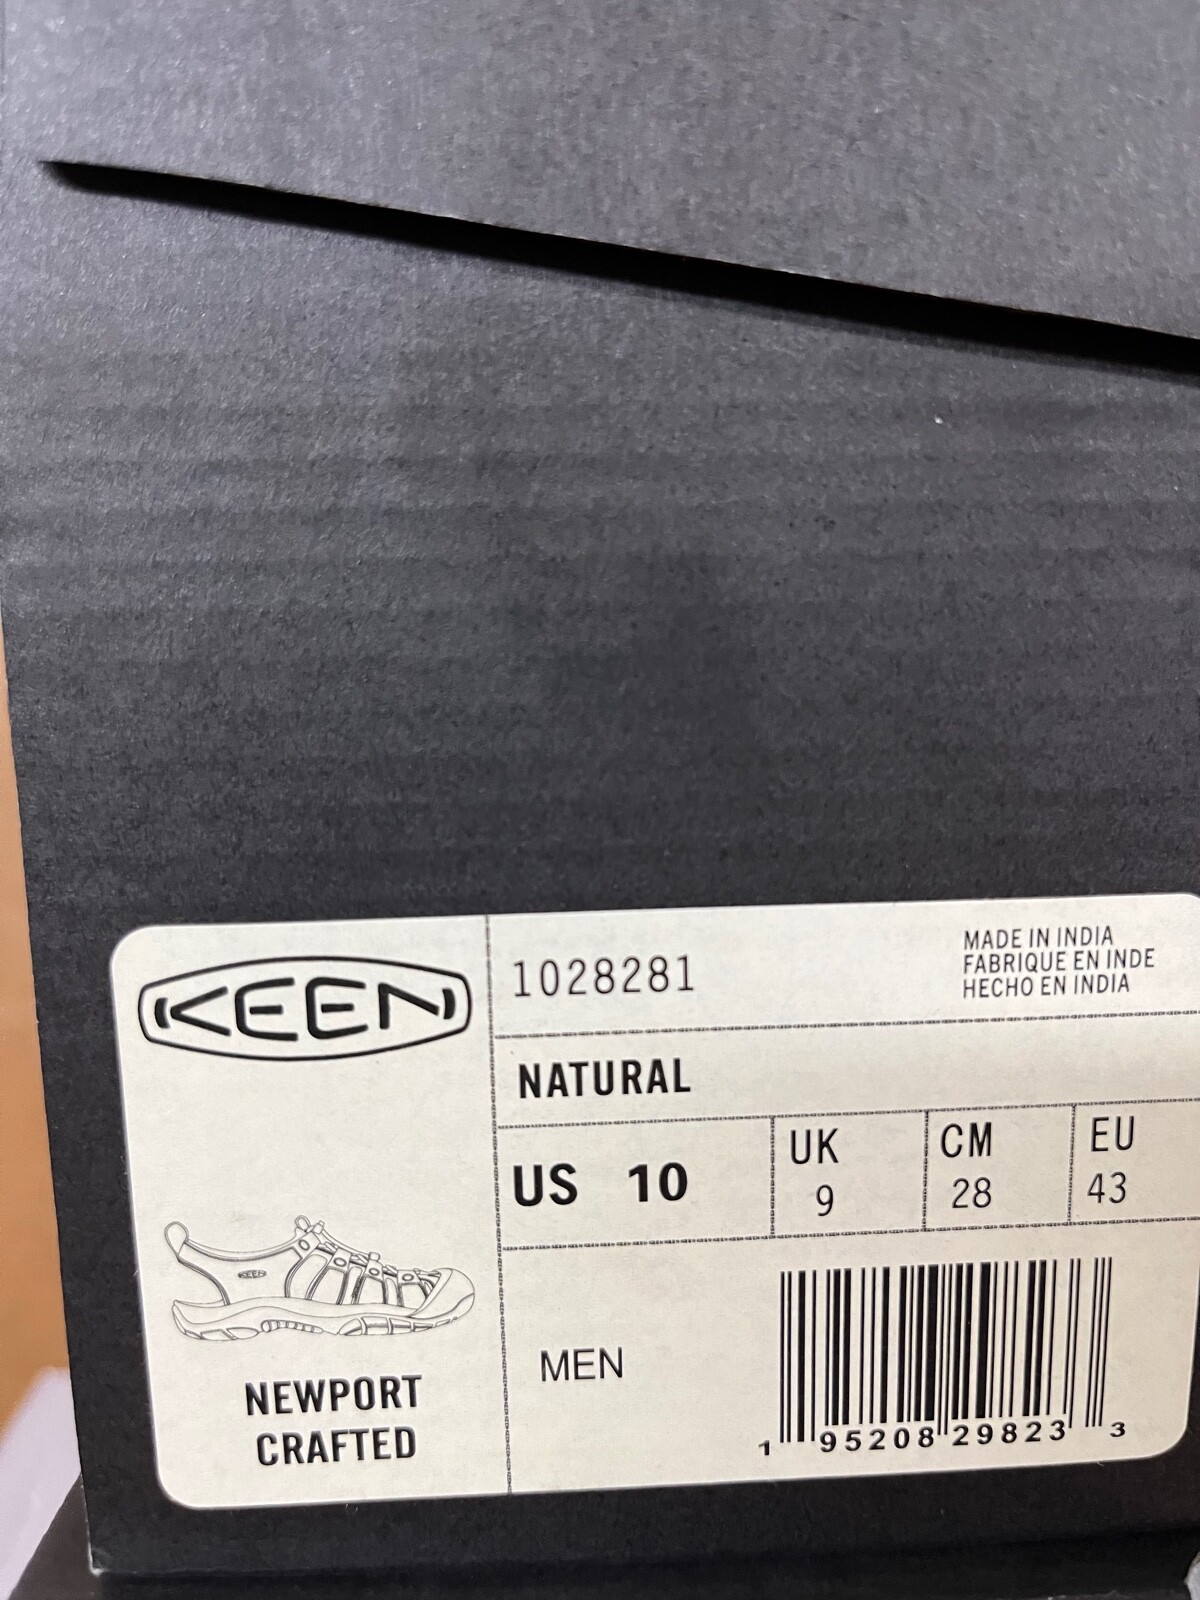 KEEN
1028281
MADE IN INDIA
FABRIQUE EN INDE
HECHO EN INDIA
NATURAL
US 10
UK
9
CM
28
EU
43
KEEN
NEWPORT
CRAFTED
MEN
1 95208 29823 3